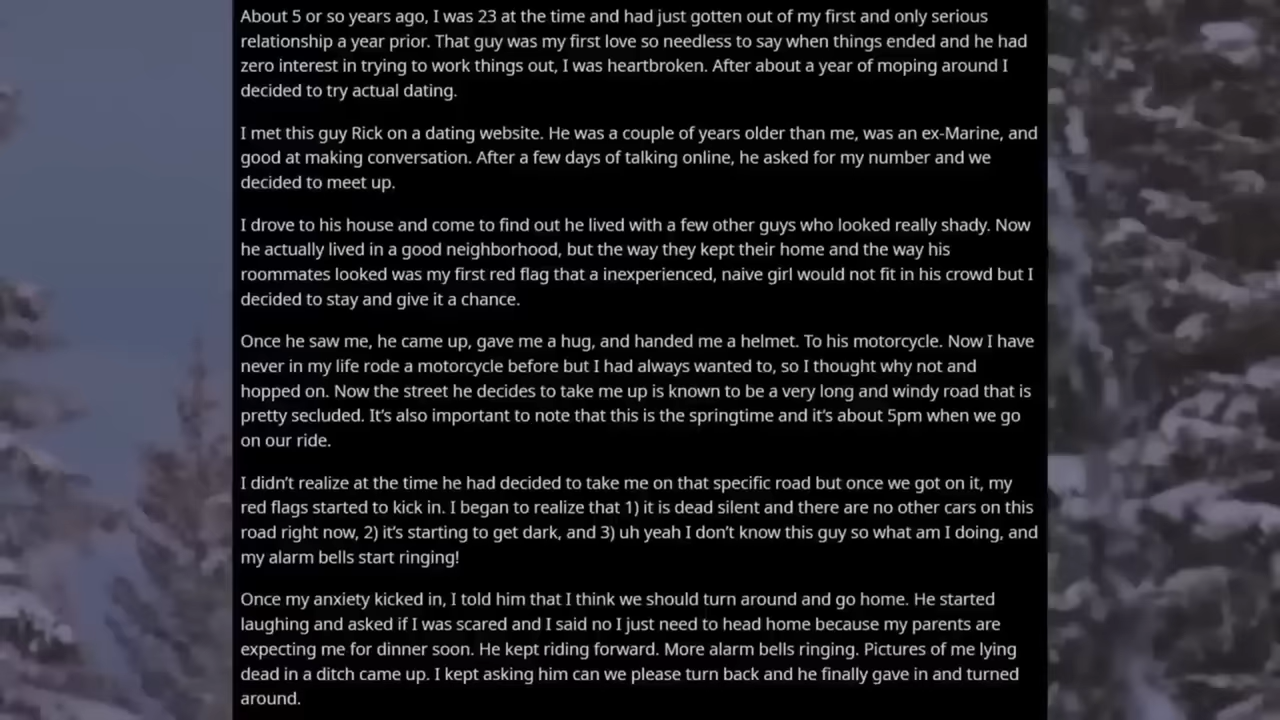 About 5 or so years ago, I was 23 at the time and had just gotten out of my first and only serious
relationship a year prior. That guy was my first love so needless to say when things ended and he had
zero interest in trying to work things out, I was heartbroken. After about a year of moping around I
decided to try actual dating.
I met this guy Rick on a dating website. He was a couple of years older than me, was an ex-Marine, and
good at making conversation. After a few days of talking online, he asked for my number and we
decided to meet up.
I drove to his house and come to find out he lived with a few other guys who looked really shady. Now
he actually lived in a good neighborhood, but the way they kept their home and the way his
roommates looked was my first red flag that a inexperienced, naive girl would not fit in his crowd but I
decided to stay and give it a chance.
Once he saw me, he came up, gave me a hug, and handed me a helmet. To his motorcycle. Now I have
never in my life rode a motorcycle before but I had always wanted to, so I thought why not and
hopped on. Now the street he decides to take me up is known to be a very long and windy road that is
pretty secluded. It's also important to note that this is the springtime and it's about 5pm when we go
on our ride.
I didn't realize at the time he had decided to take me on that specific road but once we got on it, my
red flags started to kick in. I began to realize that 1) it is dead silent and there are no other cars on this
road right now, 2) it's starting to get dark, and 3) uh yeah I don't know this guy so what am I doing, and
my alarm bells start ringing!
Once my anxiety kicked in, I told him that I think we should turn around and go home. He started
laughing and asked if I was scared and I said no I just need to head home because my parents are
expecting me for dinner soon. He kept riding forward. More alarm bells ringing. Pictures of me lying
dead in a ditch came up. I kept asking him can we please turn back and he finally gave in and turned
around.